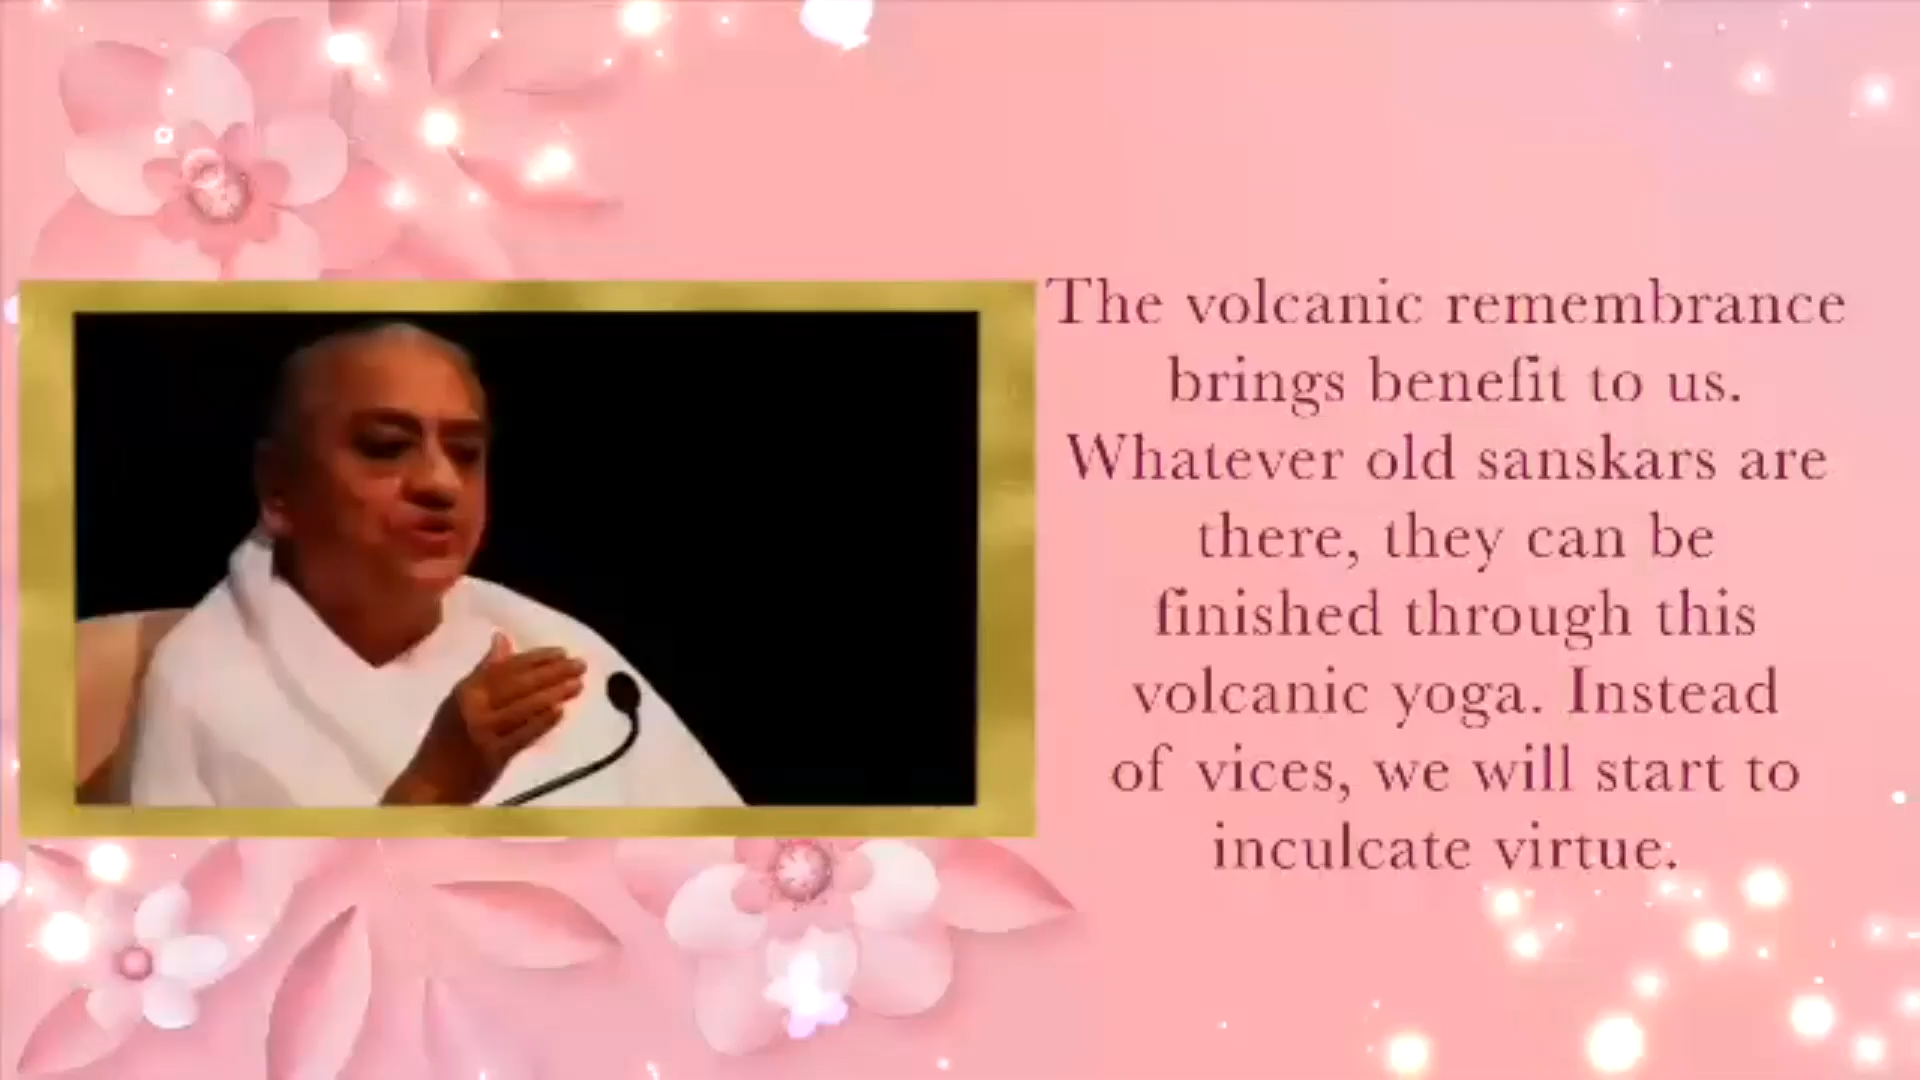 The volcanic remembrance
brings benefit to us.
Whatever old sanskars are
there, they can be
finished through this
volcanic yoga. Instead
of vices, we will start to
inculcate virtue.